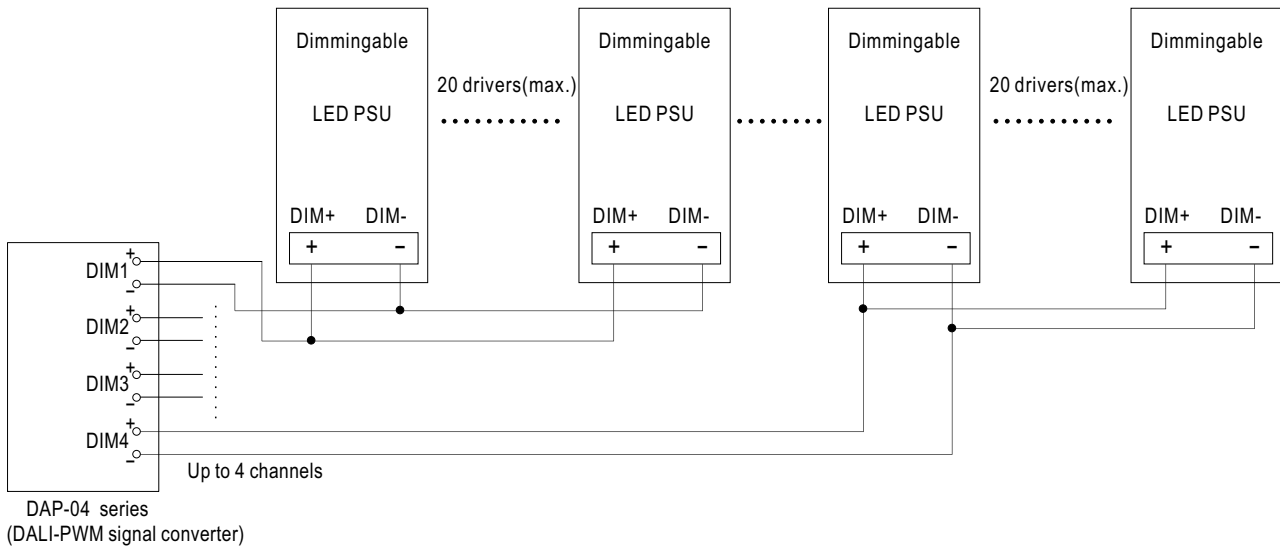 Dimmingable
LED PSU
DIM+ DIM-
+ −
20 drivers(max.)
Dimmingable
LED PSU
DIM+ DIM-
+ −
Dimmingable
LED PSU
DIM+ DIM-
+ −
20 drivers(max.)
Dimmingable
LED PSU
DIM+ DIM-
+ −
+
DIM1
−
+
DIM2
−
+
DIM3
−
+
DIM4
−
Up to 4 channels
DAP-04 series
(DALI-PWM signal converter)